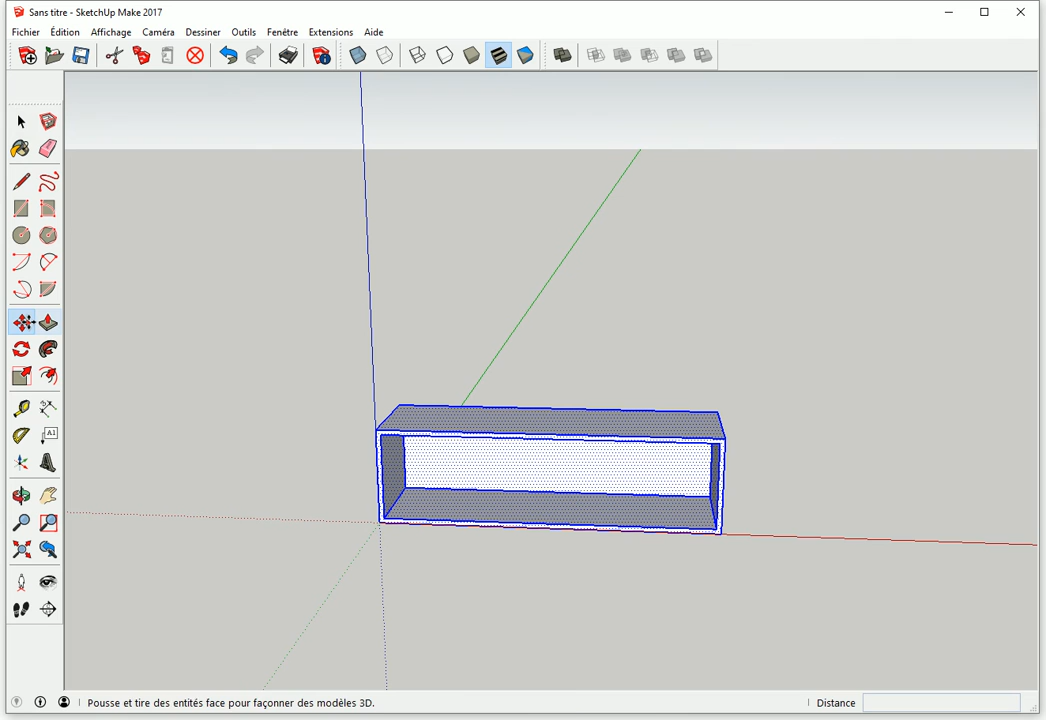 Sans titre - SketchUp Make 2017
Fichier Édition Affichage Caméra Dessiner Outils Fenêtre Extensions Aide
A1
Pousse et tire des entités face pour façonner des modèles 3D. Distance